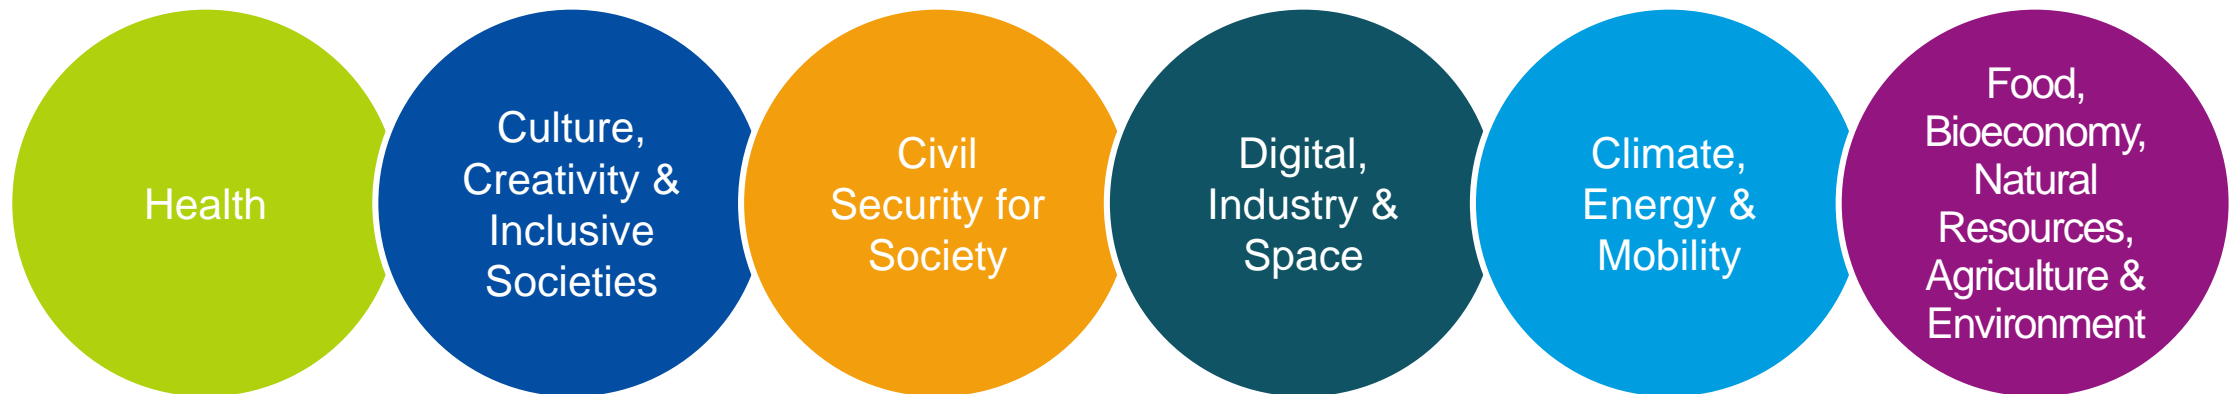 Health
Culture,
Creativity &
Inclusive
Societies
Civil
Security for
Society
Digital,
Industry &
Space
Climate,
Energy &
Mobility
Food,
Bioeconomy,
Natural
Resources,
Agriculture &
Environment